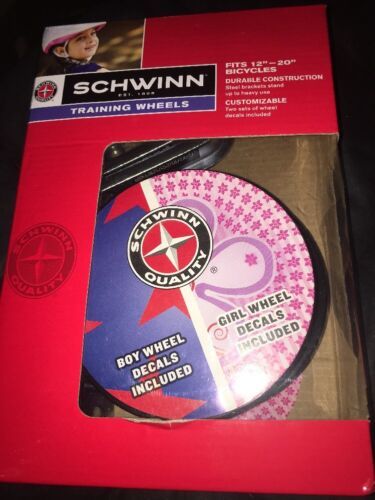 SCHWINN
EST. 1895
TRAINING WHEELS
FITS 12"–20"
BICYCLES
DURABLE CONSTRUCTION
Steel brackets stand
up to heavy use
CUSTOMIZABLE
Two sets of wheel
decals included
SCHWINN
QUALITY
SCHWINN
QUALITY
®
GIRL WHEEL
DECALS
INCLUDED
BOY WHEEL
DECALS
INCLUDED